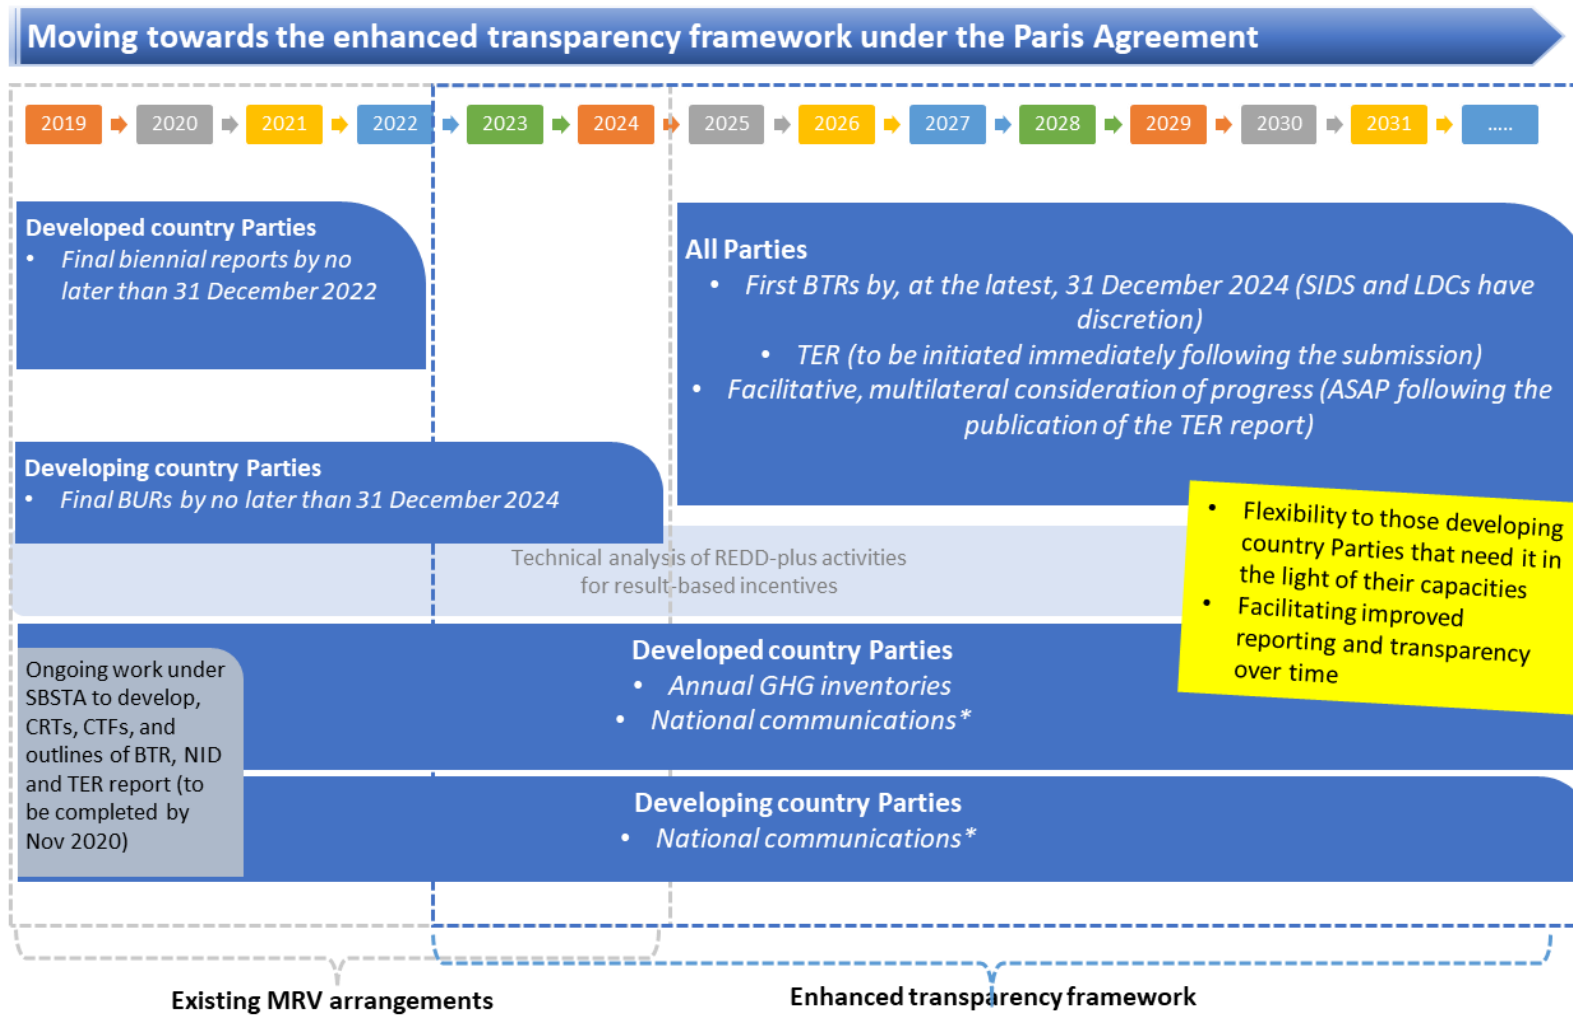 Moving towards the enhanced transparency framework under the Paris Agreement
2019
2020
2021
2022
2023
2024
2025
2026
2027
2028
2029
2030
2031
.....
Developed country Parties
• Final biennial reports by no
later than 31 December 2022
All Parties
• First BTRs by, at the latest, 31 December 2024 (SIDS and LDCs have
discretion)
• TER (to be initiated immediately following the submission)
• Facilitative, multilateral consideration of progress (ASAP following the
publication of the TER report)
Developing country Parties
• Final BURs by no later than 31 December 2024
• Flexibility to those developing
country Parties that need it in
the light of their capacities
• Facilitating improved
reporting and transparency
over time
Technical analysis of REDD-plus activities
for result-based incentives
Developed country Parties
• Annual GHG inventories
• National communications*
Ongoing work under
SBSTA to develop,
CRTs, CTFs, and
outlines of BTR, NID
and TER report (to
be completed by
Nov 2020)
Developing country Parties
• National communications*
Existing MRV arrangements
Enhanced transparency framework